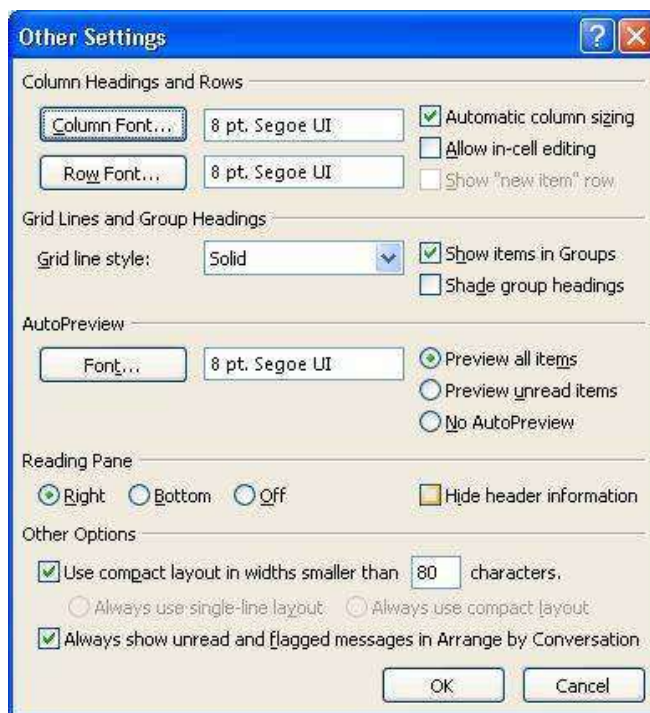 Other Settings
Column Headings and Rows
Column Font... 8 pt. Segoe UI Automatic column sizing
Allow in-cell editing
Row Font... 8 pt. Segoe UI Show "new item" row
Grid Lines and Group Headings
Grid line style: Solid Show items in Groups
Shade group headings
AutoPreview
Font... 8 pt. Segoe UI Preview all items
Preview unread items
No AutoPreview
Reading Pane
Right Bottom Off Hide header information
Other Options
Use compact layout in widths smaller than 80 characters.
Always use single-line layout Always use compact layout
Always show unread and flagged messages in Arrange by Conversation
OK Cancel